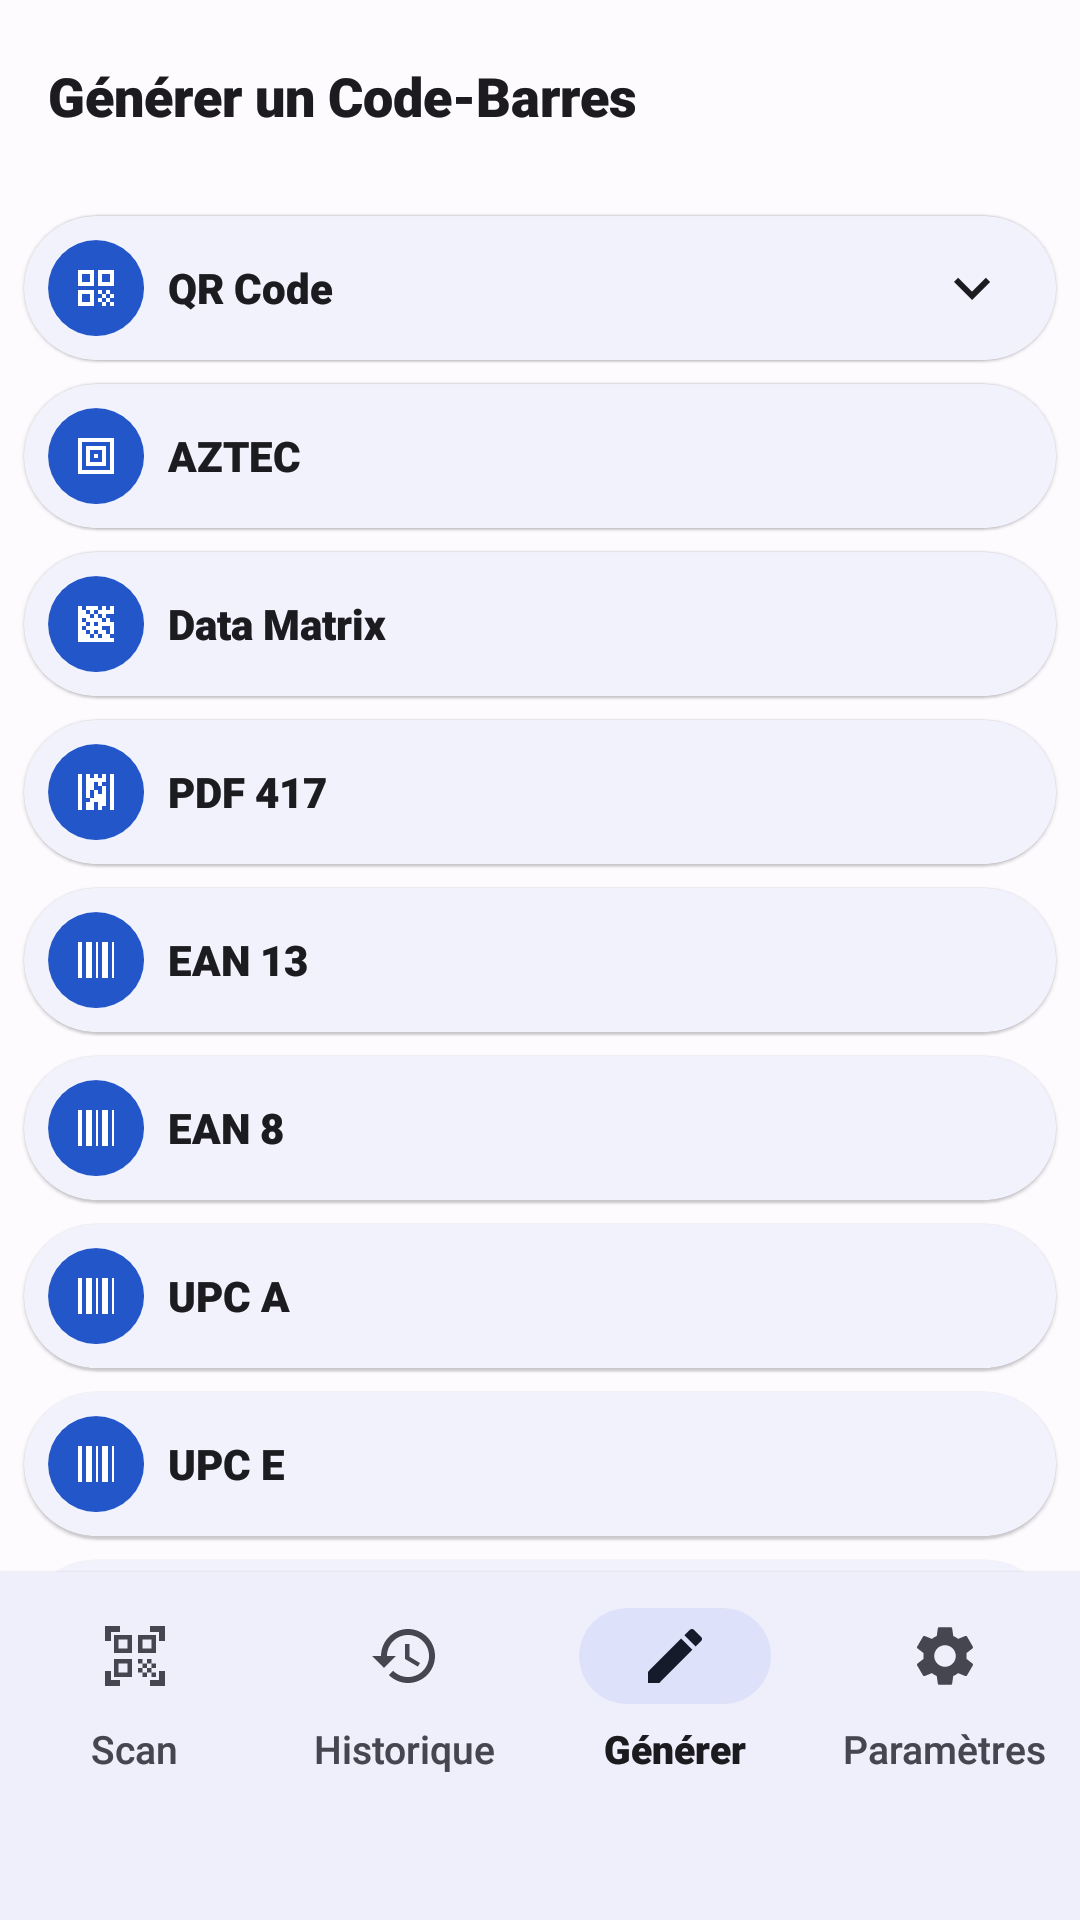 Générer un Code-Barres
QR Code
AZTEC
Data Matrix
PDF 417
EAN 13
EAN 8
UPC A
UPC E
Scan
Historique
Générer
Paramètres